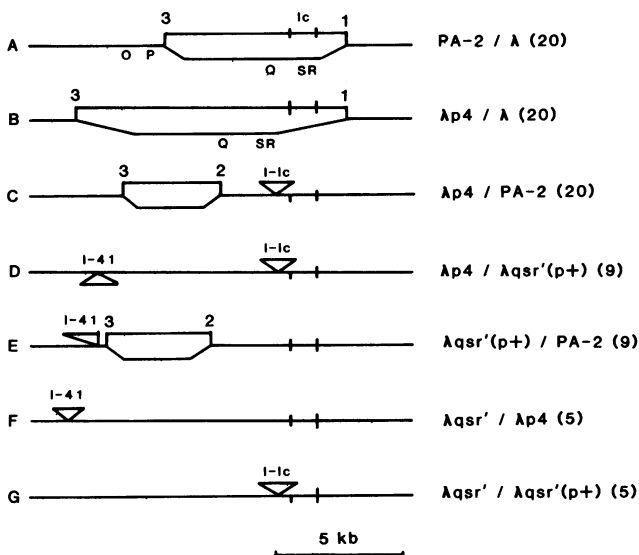 3 lc 1
A O P Q SR PA-2 / λ (20)
3 1
B Q SR λp4 / λ (20)
3 2 I-Ic
C λp4 / PA-2 (20)
I-41 I-Ic
D λp4 / λqsr'(p+) (9)
I-41 3 2
E λqsr'(p+) / PA-2 (9)
I-41
F λqsr' / λp4 (5)
I-Ic
G λqsr' / λqsr'(p+) (5)
5 kb